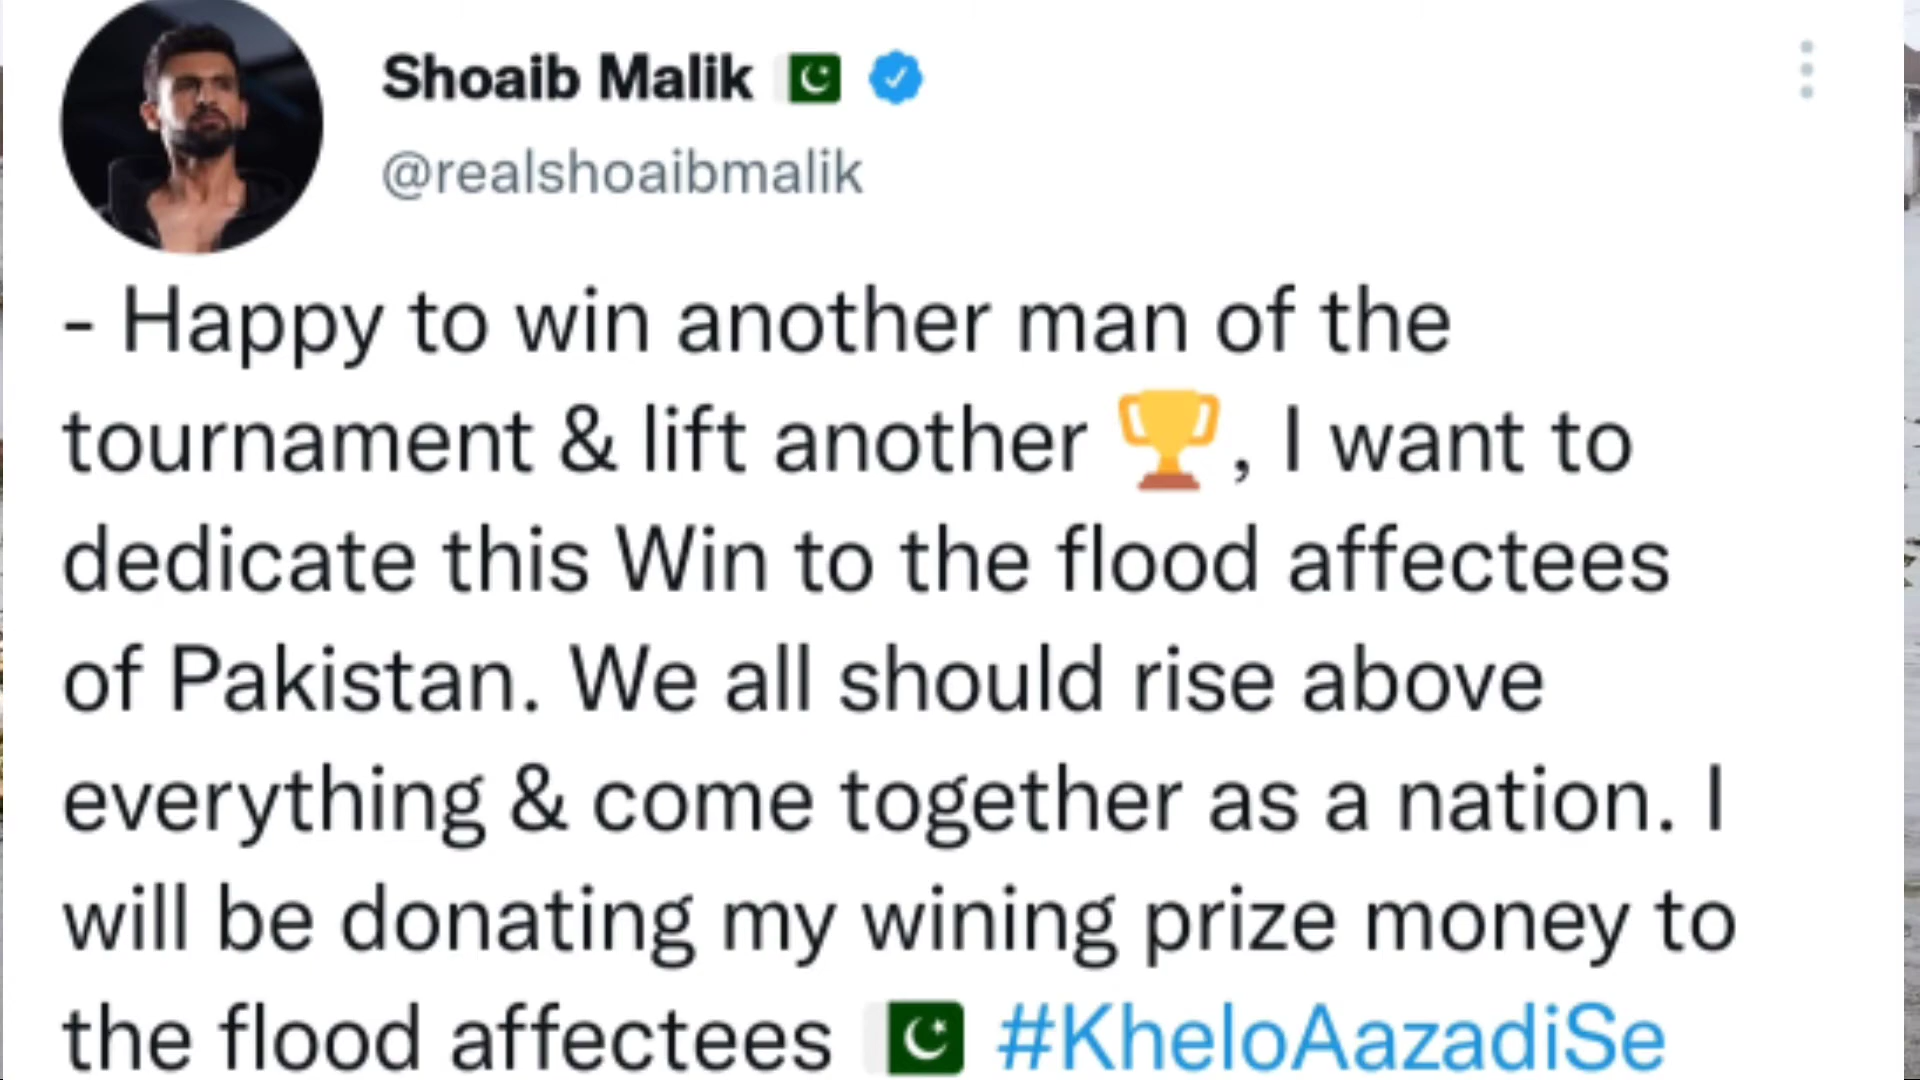 Shoaib Malik 🇵🇰
@realshoaibmalik
- Happy to win another man of the
tournament & lift another 🏆, I want to
dedicate this Win to the flood affectees
of Pakistan. We all should rise above
everything & come together as a nation. I
will be donating my wining prize money to
the flood affectees 🇵🇰 #KheloAazadiSe